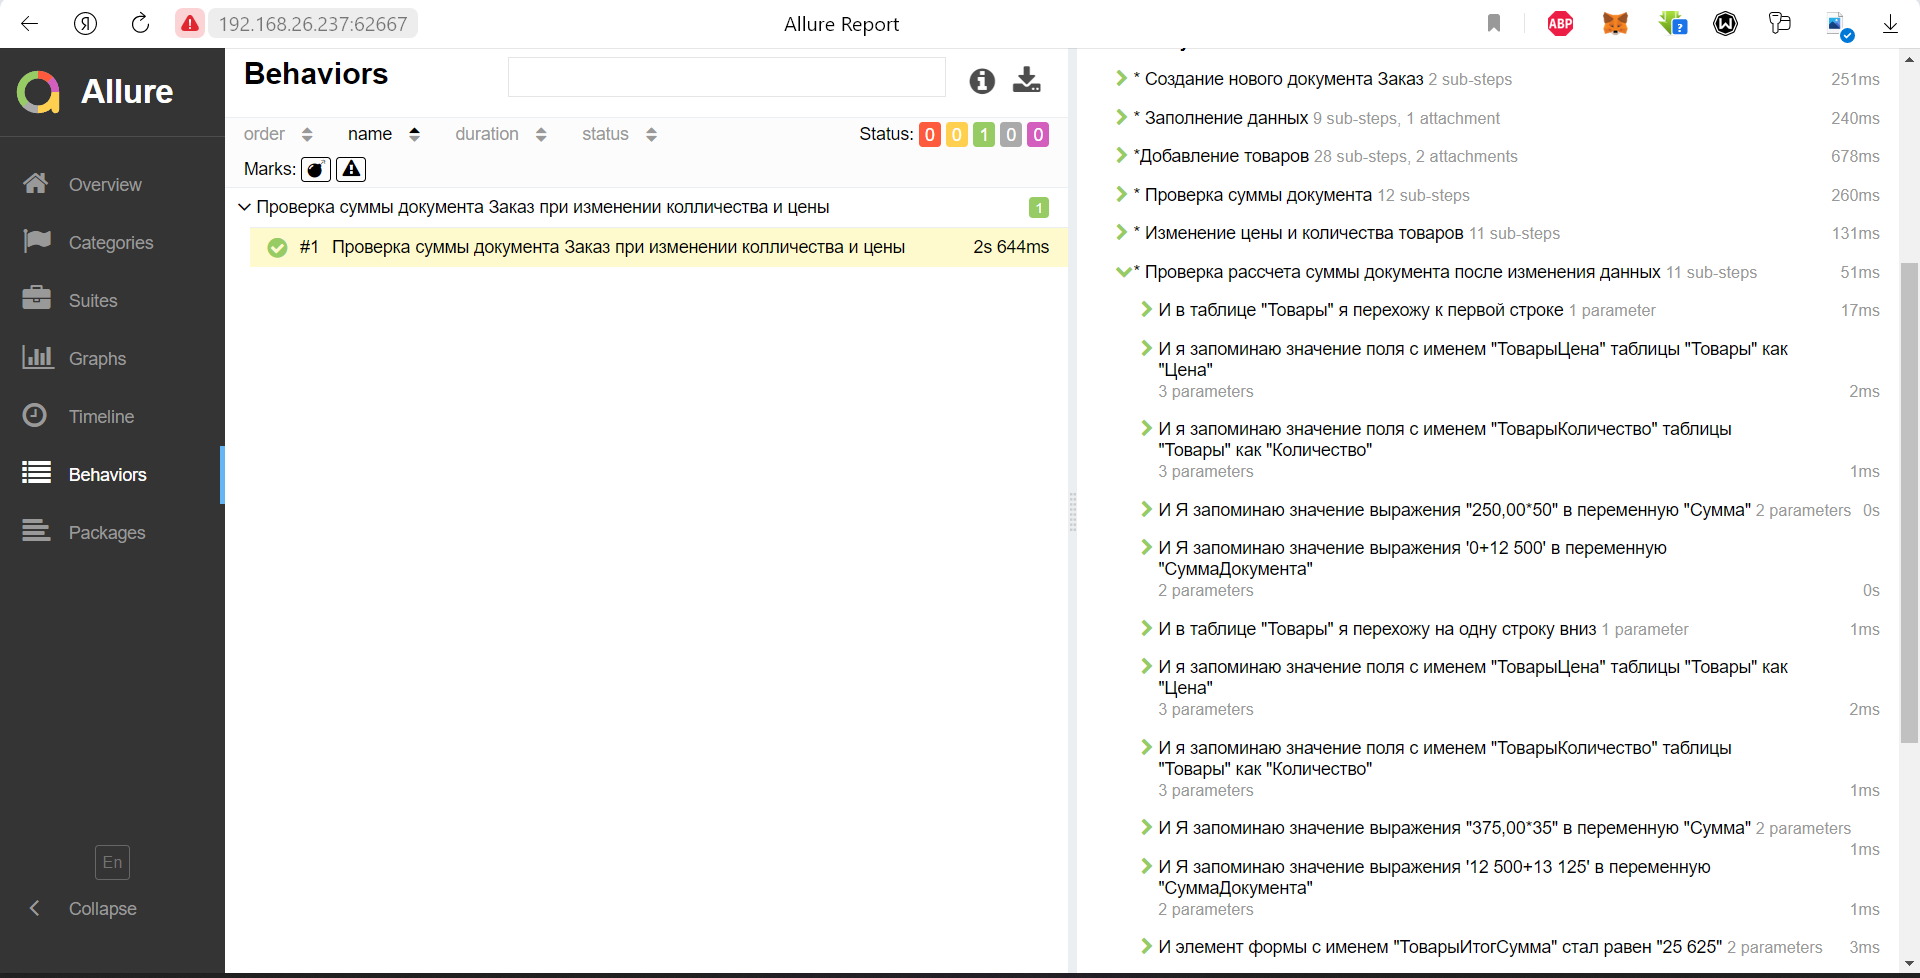 192.168.26.237:62667
Allure Report
ABP
Allure
Overview
Categories
Suites
Graphs
Timeline
Behaviors
Packages
En
Collapse
Behaviors
order name duration status Status: 0 0 1 0 0
Marks:
Проверка суммы документа Заказ при изменении колличества и цены 1
#1 Проверка суммы документа Заказ при изменении колличества и цены 2s 644ms
* Создание нового документа Заказ 2 sub-steps 251ms
* Заполнение данных 9 sub-steps, 1 attachment 240ms
*Добавление товаров 28 sub-steps, 2 attachments 678ms
* Проверка суммы документа 12 sub-steps 260ms
* Изменение цены и количества товаров 11 sub-steps 131ms
* Проверка рассчета суммы документа после изменения данных 11 sub-steps 51ms
И в таблице "Товары" я перехожу к первой строке 1 parameter 17ms
И я запоминаю значение поля с именем "ТоварыЦена" таблицы "Товары" как
"Цена"
3 parameters 2ms
И я запоминаю значение поля с именем "ТоварыКоличество" таблицы
"Товары" как "Количество"
3 parameters 1ms
И Я запоминаю значение выражения "250,00*50" в переменную "Сумма" 2 parameters 0s
И Я запоминаю значение выражения '0+12 500' в переменную
"СуммаДокумента"
2 parameters 0s
И в таблице "Товары" я перехожу на одну строку вниз 1 parameter 1ms
И я запоминаю значение поля с именем "ТоварыЦена" таблицы "Товары" как
"Цена"
3 parameters 2ms
И я запоминаю значение поля с именем "ТоварыКоличество" таблицы
"Товары" как "Количество"
3 parameters 1ms
И Я запоминаю значение выражения "375,00*35" в переменную "Сумма" 2 parameters
1ms
И Я запоминаю значение выражения '12 500+13 125' в переменную
"СуммаДокумента"
2 parameters 1ms
И элемент формы с именем "ТоварыИтогСумма" стал равен "25 625" 2 parameters 3ms